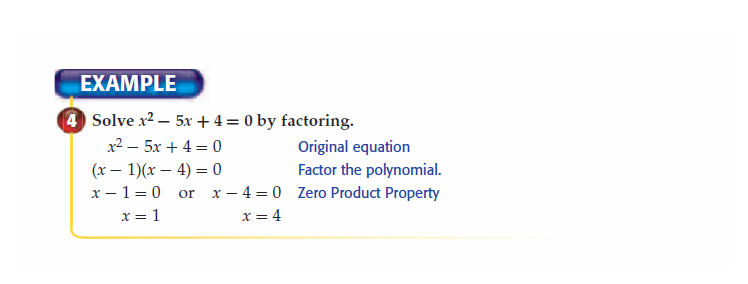 EXAMPLE
4 Solve x² – 5x + 4 = 0 by factoring.
x² – 5x + 4 = 0 Original equation
(x – 1)(x – 4) = 0 Factor the polynomial.
x – 1 = 0 or x – 4 = 0 Zero Product Property
x = 1 x = 4